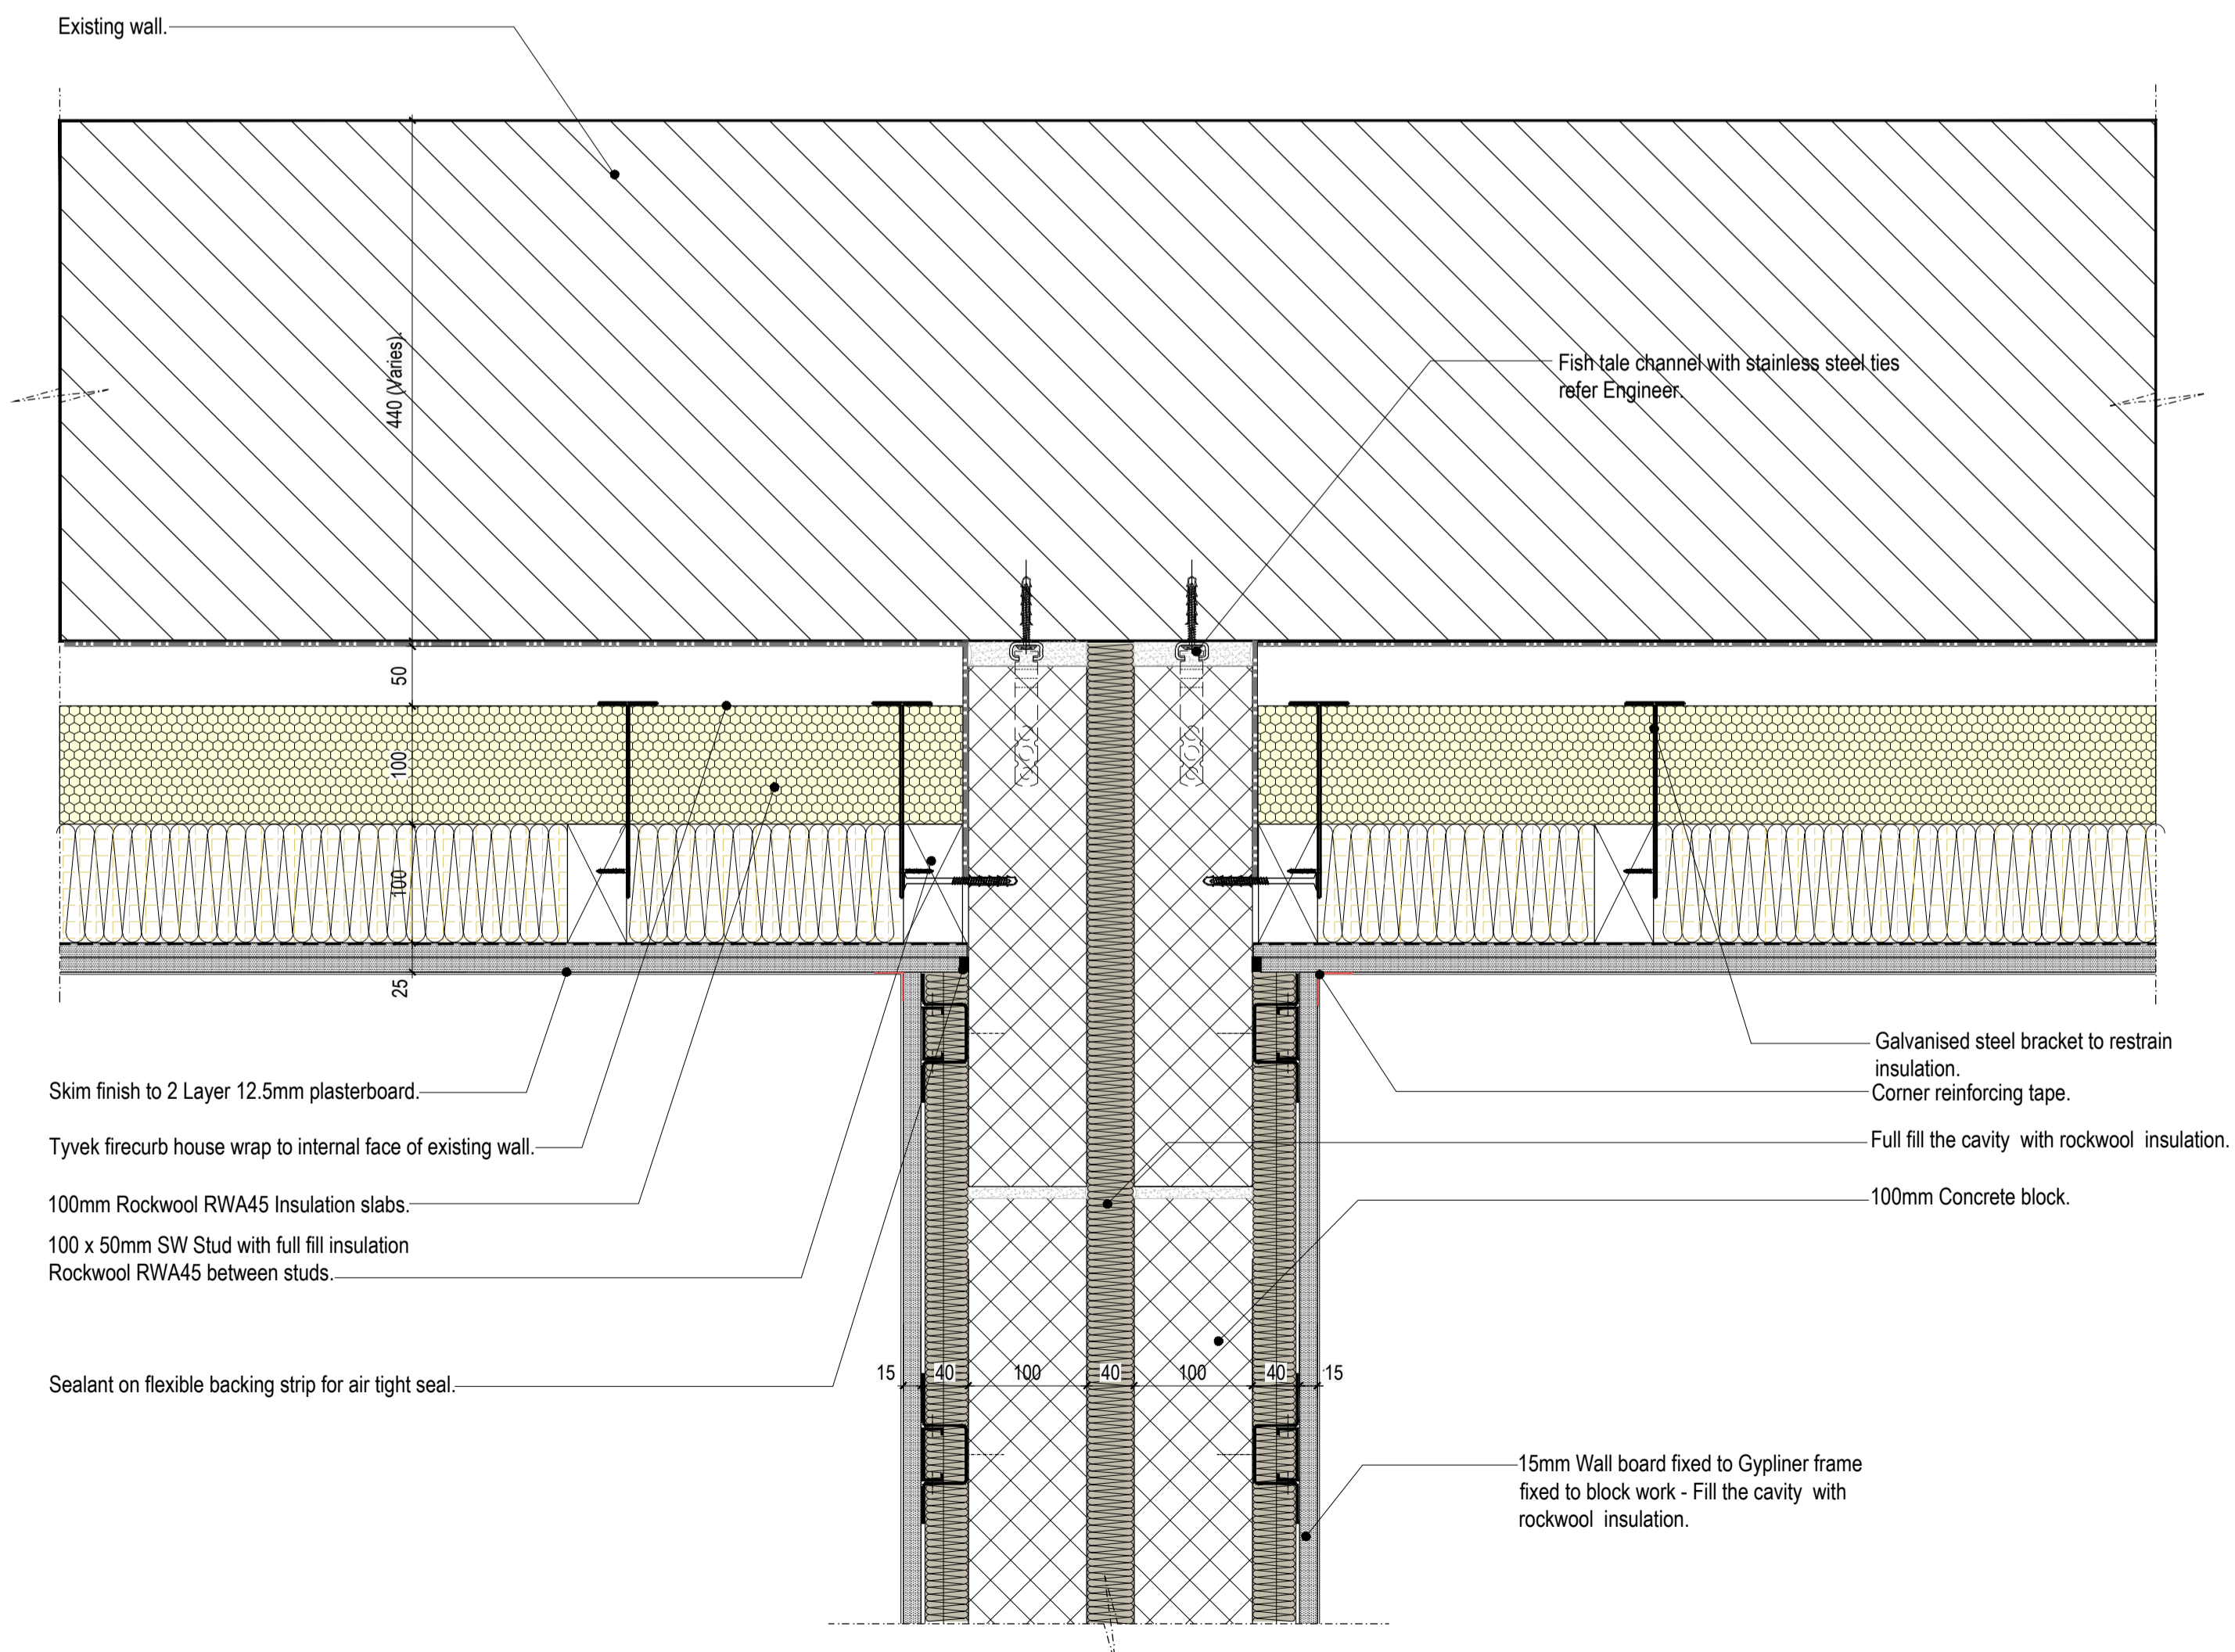 Existing wall.
Fish tale channel with stainless steel ties
refer Engineer.
440 (Varies).
50
100
100
25
Skim finish to 2 Layer 12.5mm plasterboard.
Tyvek firecurb house wrap to internal face of existing wall.
100mm Rockwool RWA45 Insulation slabs.
100 x 50mm SW Stud with full fill insulation
Rockwool RWA45 between studs.
Sealant on flexible backing strip for air tight seal.
Galvanised steel bracket to restrain
insulation.
Corner reinforcing tape.
Full fill the cavity with rockwool insulation.
100mm Concrete block.
15 40 100 40 100 40 15
15mm Wall board fixed to Gypliner frame
fixed to block work - Fill the cavity with
rockwool insulation.